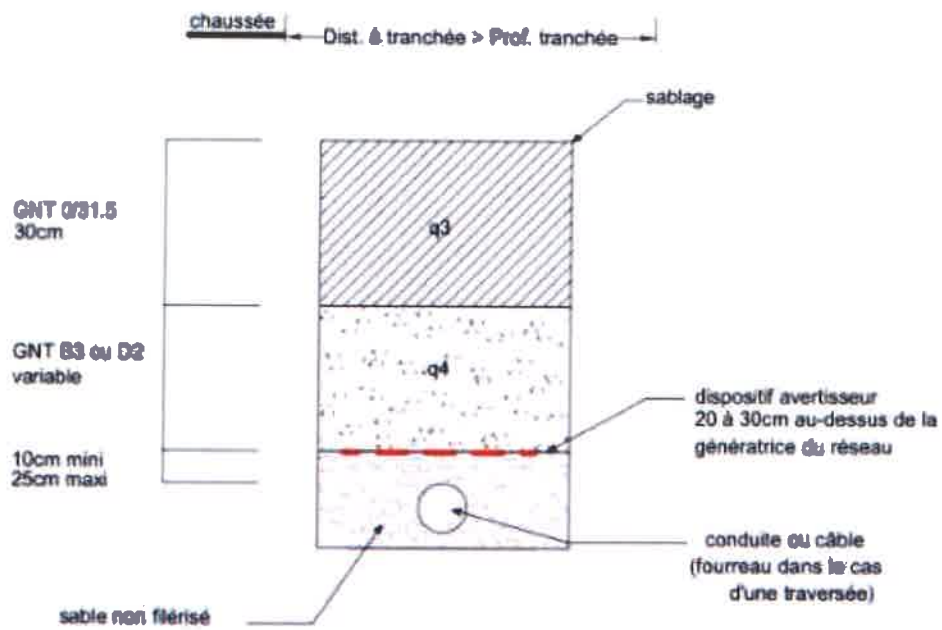 chaussée
Dist. à tranchée > Prof. tranchée
sablage
GNT 0/31.5
30cm
q3
GNT B3 ou D2
variable
q4
dispositif avertisseur
20 à 30cm au-dessus de la
génératrice du réseau
10cm mini
25cm maxi
conduite ou câble
(fourreau dans le cas
d'une traversée)
sable non filérisé